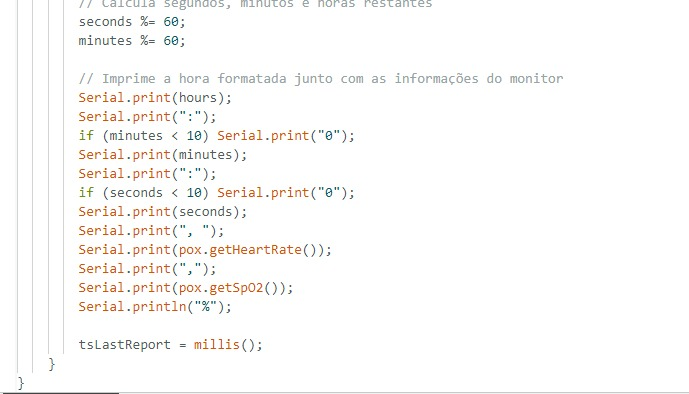 // Calcula segundos, minutos e horas restantes
seconds %= 60;
minutes %= 60;
// Imprime a hora formatada junto com as informações do monitor
Serial.print(hours);
Serial.print(":");
if (minutes < 10) Serial.print("0");
Serial.print(minutes);
Serial.print(":");
if (seconds < 10) Serial.print("0");
Serial.print(seconds);
Serial.print(", ");
Serial.print(pox.getHeartRate());
Serial.print(",");
Serial.print(pox.getSpO2());
Serial.println("%");
tsLastReport = millis();
}
}